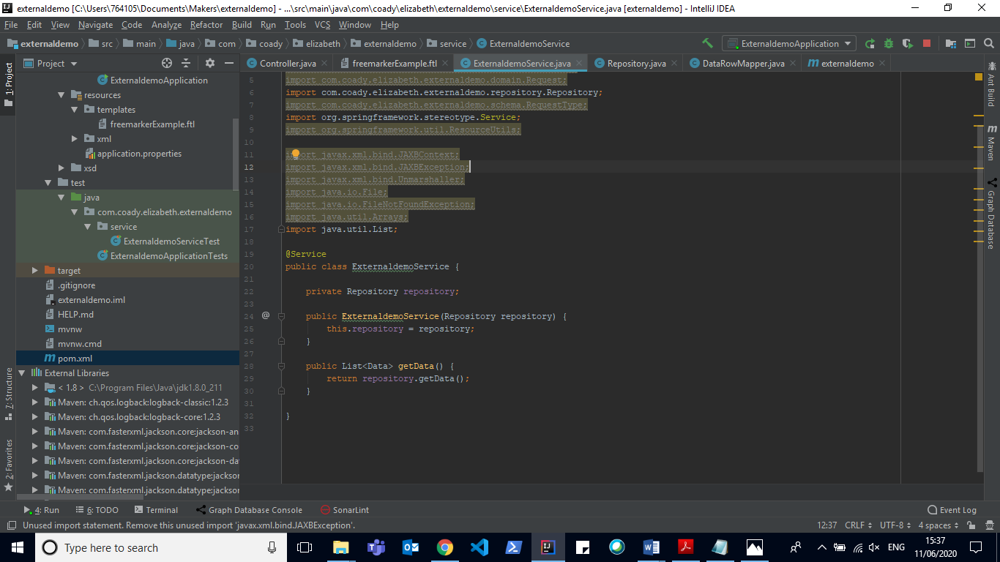 externaldemo [C:\Users\764105\Documents\Makers\externaldemo] - ...\src\main\java\com\coady\elizabeth\externaldemo\service\ExternaldemoService.java [externaldemo] - IntelliJ IDEA
File Edit View Navigate Code Analyze Refactor Build Run Tools VCS Window Help
externaldemo src main java com coady elizabeth externaldemo service ExternaldemoService ExternaldemoApplication
Project
Controller.java freemarkerExample.ftl ExternaldemoService.java Repository.java DataRowMapper.java externaldemo
1: Project
7: Structure
2: Favorites
ExternaldemoApplication
resources
templates
freemarkerExample.ftl
xml
application.properties
xsd
test
java
com.coady.elizabeth.externaldemo
service
ExternaldemoServiceTest
ExternaldemoApplicationTests
target
.gitignore
externaldemo.iml
HELP.md
mvnw
mvnw.cmd
pom.xml
External Libraries
< 1.8 > C:\Program Files\Java\jdk1.8.0_211
Maven: ch.qos.logback:logback-classic:1.2.3
Maven: ch.qos.logback:logback-core:1.2.3
Maven: com.fasterxml.jackson.core:jackson-an
Maven: com.fasterxml.jackson.core:jackson-co
Maven: com.fasterxml.jackson.core:jackson-da
Maven: com.fasterxml.jackson.datatype:jackson
Maven: com.fasterxml.jackson.datatype:jackson
5 import com.coady.elizabeth.externaldemo.domain.Request;
6 import com.coady.elizabeth.externaldemo.repository.Repository;
7 import com.coady.elizabeth.externaldemo.schema.RequestType;
8 import org.springframework.stereotype.Service;
9 import org.springframework.util.ResourceUtils;
10
11 import javax.xml.bind.JAXBContext;
12 import javax.xml.bind.JAXBException;
13 import javax.xml.bind.Unmarshaller;
14 import java.io.File;
15 import java.io.FileNotFoundException;
16 import java.util.Arrays;
17 import java.util.List;
18
19 @Service
20 public class ExternaldemoService {
21
22 private Repository repository;
23
24 @ public ExternaldemoService(Repository repository) {
25 this.repository = repository;
26 }
27
28 public List<Data> getData() {
29 return repository.getData();
30 }
31
32 }
33
Ant Build
Maven
Graph Database
4: Run 6: TODO Terminal Graph Database Console SonarLint Event Log
Unused import statement. Remove this unused import 'javax.xml.bind.JAXBException'. 12:37 CRLF UTF-8 4 spaces
Type here to search
ENG
15:37
11/06/2020